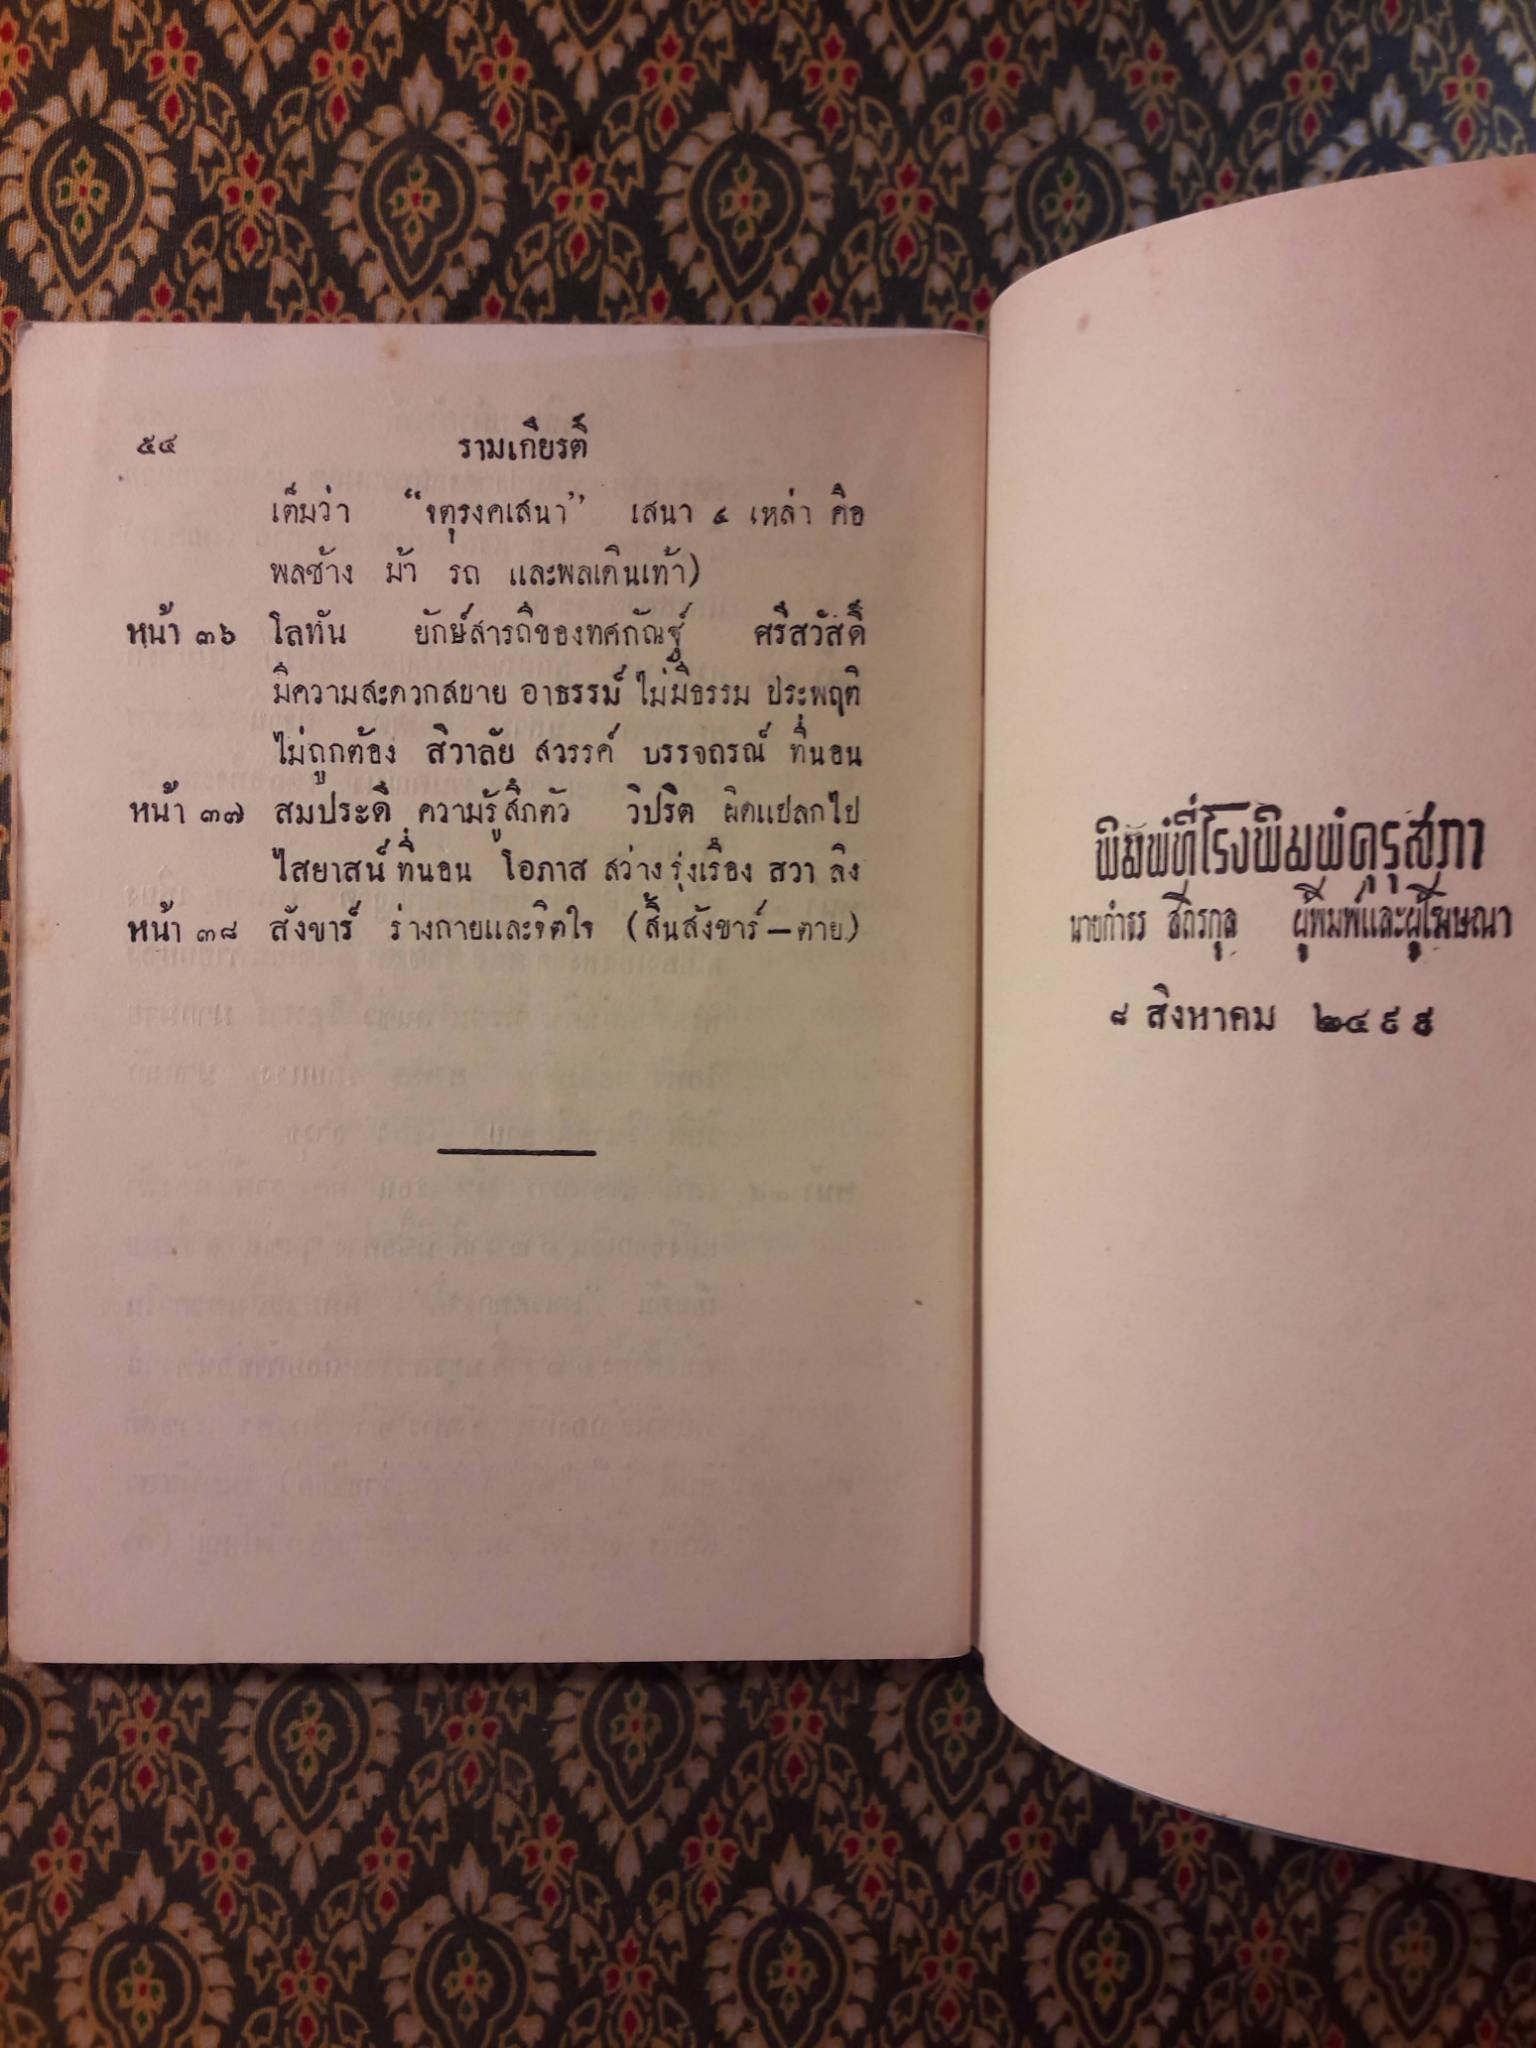 ๕๔ รามเกียรติ์
เต็มว่า “จตุรงคเสนา” เสนา ๔ เหล่า คือ
พลช้าง ม้า รถ และพลเดินเท้า)
หน้า ๓๖ โลทัน ยักษ์สารถีของทศกัณฐ์ ศรีสวัสดิ์
มีความสะดวกสบาย อาธรรม์ ไม่มีธรรม ประพฤติ
ไม่ถูกต้อง สิวาลัย สวรรค์ บรรจถรณ์ ที่นอน
หน้า ๓๗ สมประดี ความรู้สึกตัว วิปริต ผิดแปลกไป
ไสยาสน์ ที่นอน โอภาส สว่างรุ่งเรือง สวา ลิง
หน้า ๓๘ สังขาร์ ร่างกายและจิตใจ (สิ้นสังขาร์—ตาย)
พิมพ์ที่โรงพิมพ์คุรุสภา
นายกำธร สถิรกุล ผู้พิมพ์และผู้โฆษณา
๘ สิงหาคม ๒๔๙๙